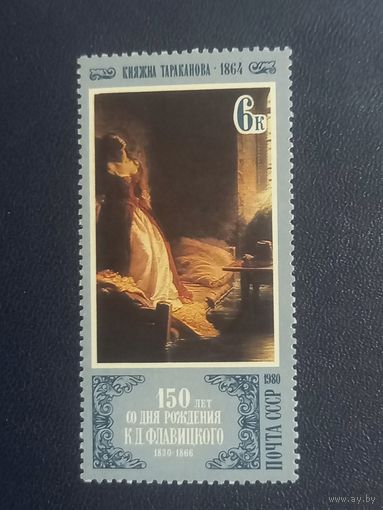 КНЯЖНА ТАРАКАНОВА · 1864
6к
150 ЛЕТ
СО ДНЯ РОЖДЕНИЯ
К.Д. ФЛАВИЦКОГО
1830-1866
ПОЧТА СССР 1980
www.ay.by